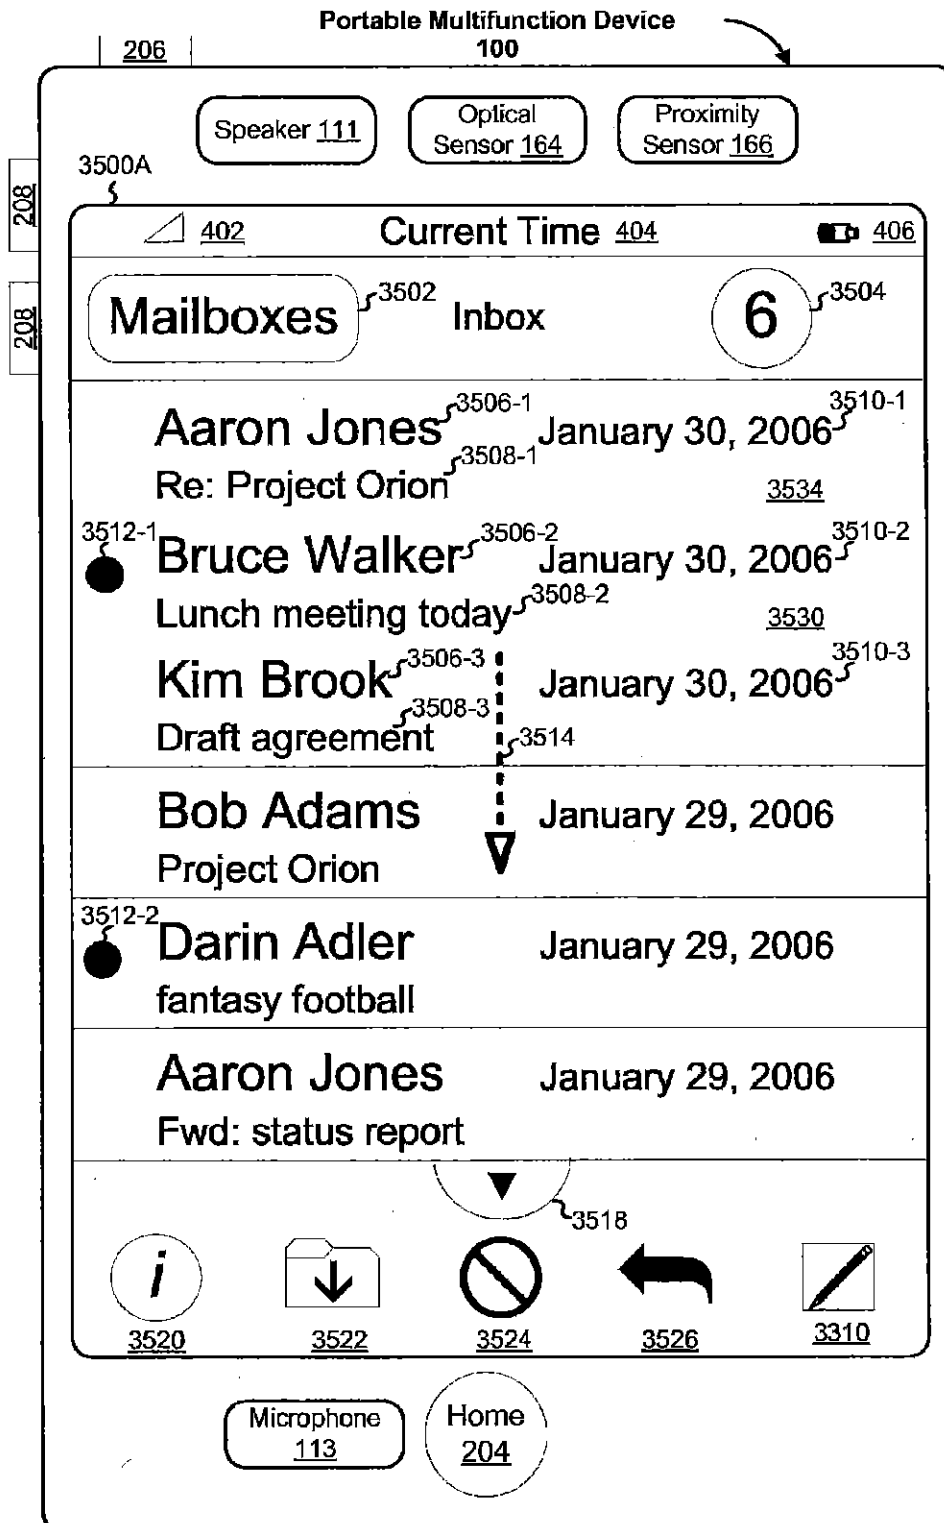 Portable Multifunction Device
100
206
Speaker 111
Optical
Sensor 164
Proximity
Sensor 166
3500A
208
402 Current Time 404 406
208
Mailboxes 3502 Inbox 6 3504
Aaron Jones 3506-1 January 30, 2006 3510-1
Re: Project Orion 3508-1 3534
3512-1 Bruce Walker 3506-2 January 30, 2006 3510-2
Lunch meeting today 3508-2 3530
Kim Brook 3506-3 January 30, 2006 3510-3
Draft agreement 3508-3 3514
Bob Adams January 29, 2006
Project Orion
3512-2 Darin Adler January 29, 2006
fantasy football
Aaron Jones January 29, 2006
Fwd: status report
3518
i
3520 3522 3524 3526 3310
Microphone
113
Home
204